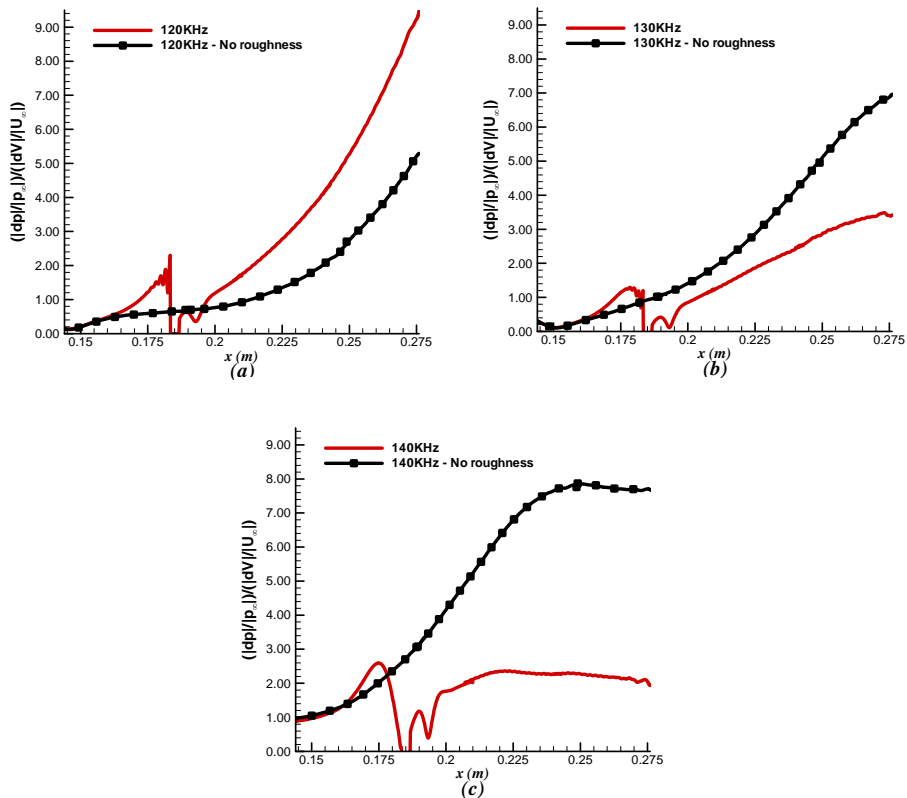 9.00
8.00
7.00
6.00
5.00
4.00
3.00
2.00
1.00
0.00
(|dp|/|p∞|)/(|dV|/|U∞|)
120KHz
120KHz - No roughness
0.15 0.175 0.2 0.225 0.25 0.275
x (m)
(a)
9.00
8.00
7.00
6.00
5.00
4.00
3.00
2.00
1.00
0.00
(|dp|/|p∞|)/(|dV|/|U∞|)
130KHz
130KHz - No roughness
0.15 0.175 0.2 0.225 0.25 0.275
x (m)
(b)
9.00
8.00
7.00
6.00
5.00
4.00
3.00
2.00
1.00
0.00
(|dp|/|p∞|)/(|dV|/|U∞|)
140KHz
140KHz - No roughness
0.15 0.175 0.2 0.225 0.25 0.275
x (m)
(c)